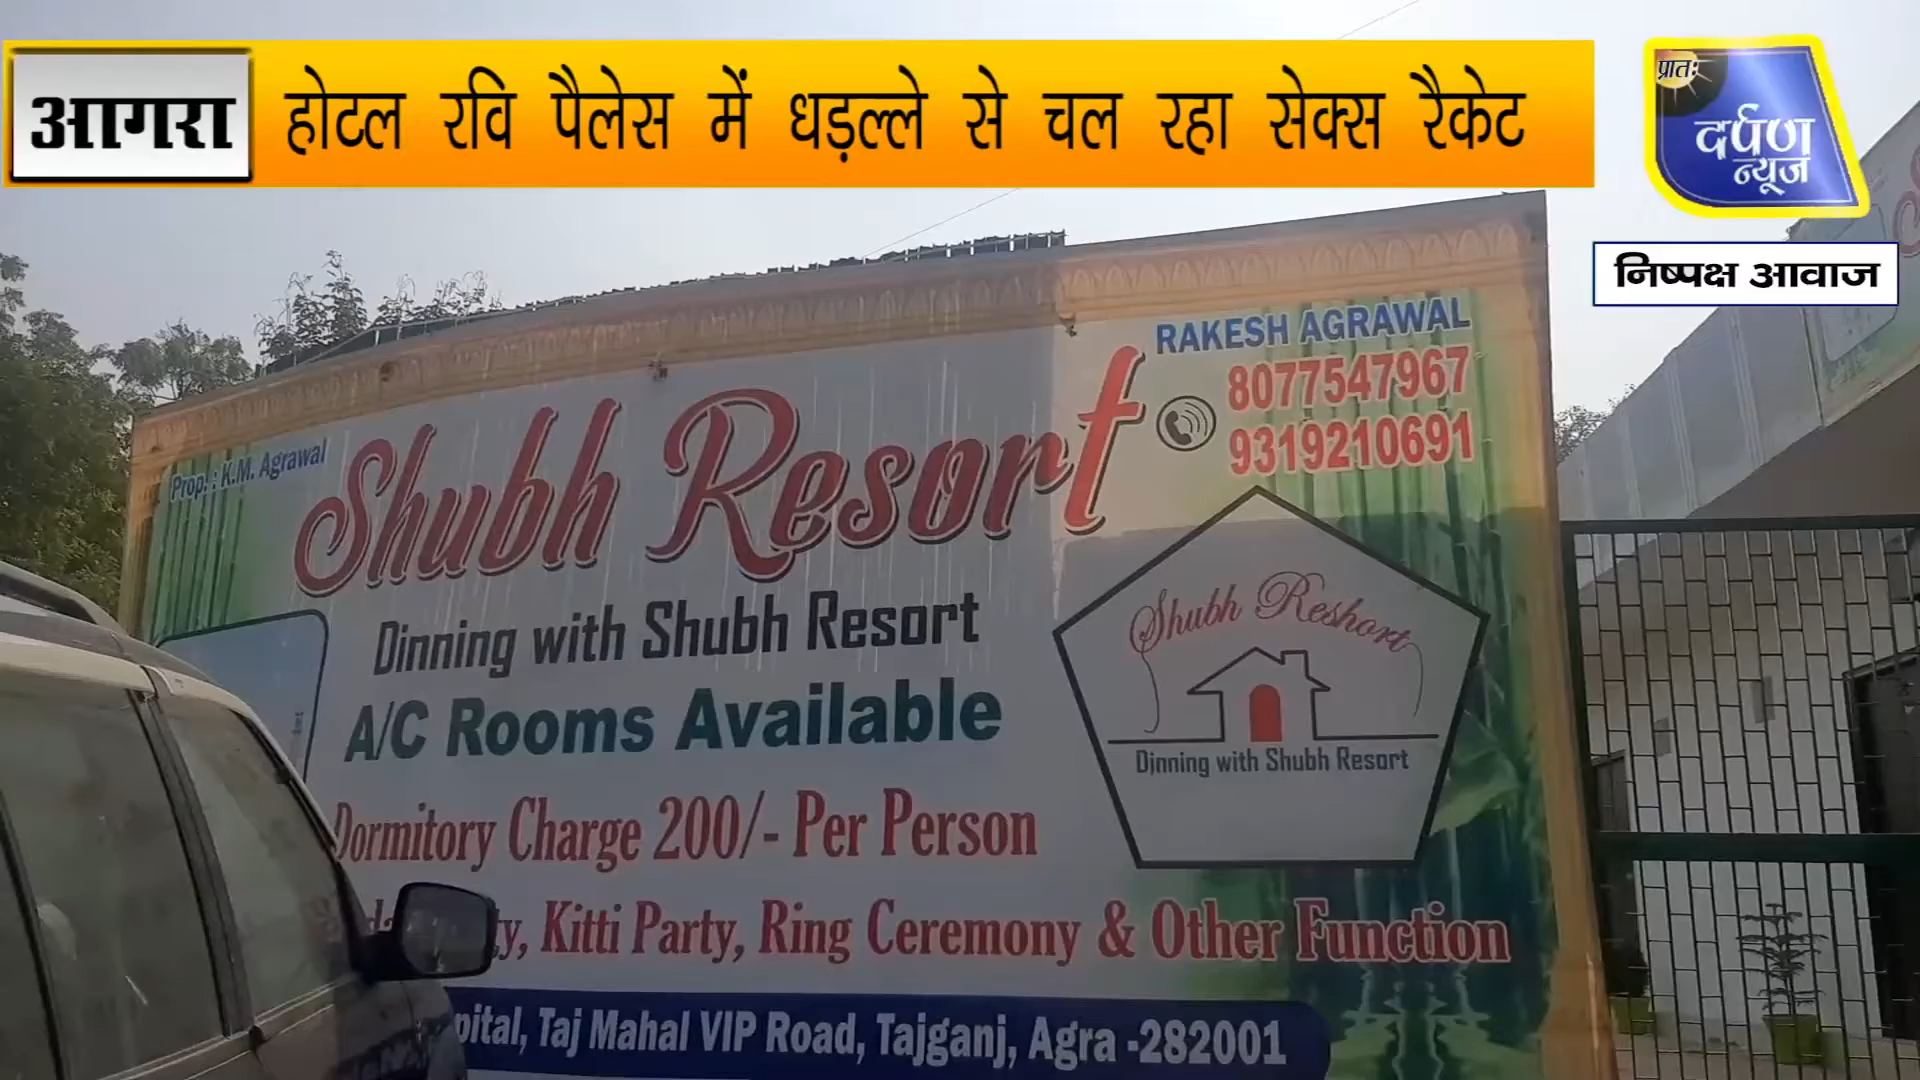 आगरा
होटल रवि पैलेस में धड़ल्ले से चल रहा सेक्स रैकेट
प्रातः
दर्पण
न्यूज
निष्पक्ष आवाज
RAKESH AGRAWAL
8077547967
9319210691
Prop. : K.M. Agrawal
Shubh Resort
Dinning with Shubh Resort
A/C Rooms Available
Dormitory Charge 200/- Per Person
Kitti Party, Ring Ceremony & Other Function
Taj Mahal VIP Road, Tajganj, Agra -282001
Shubh Reshort
Dinning with Shubh Resort